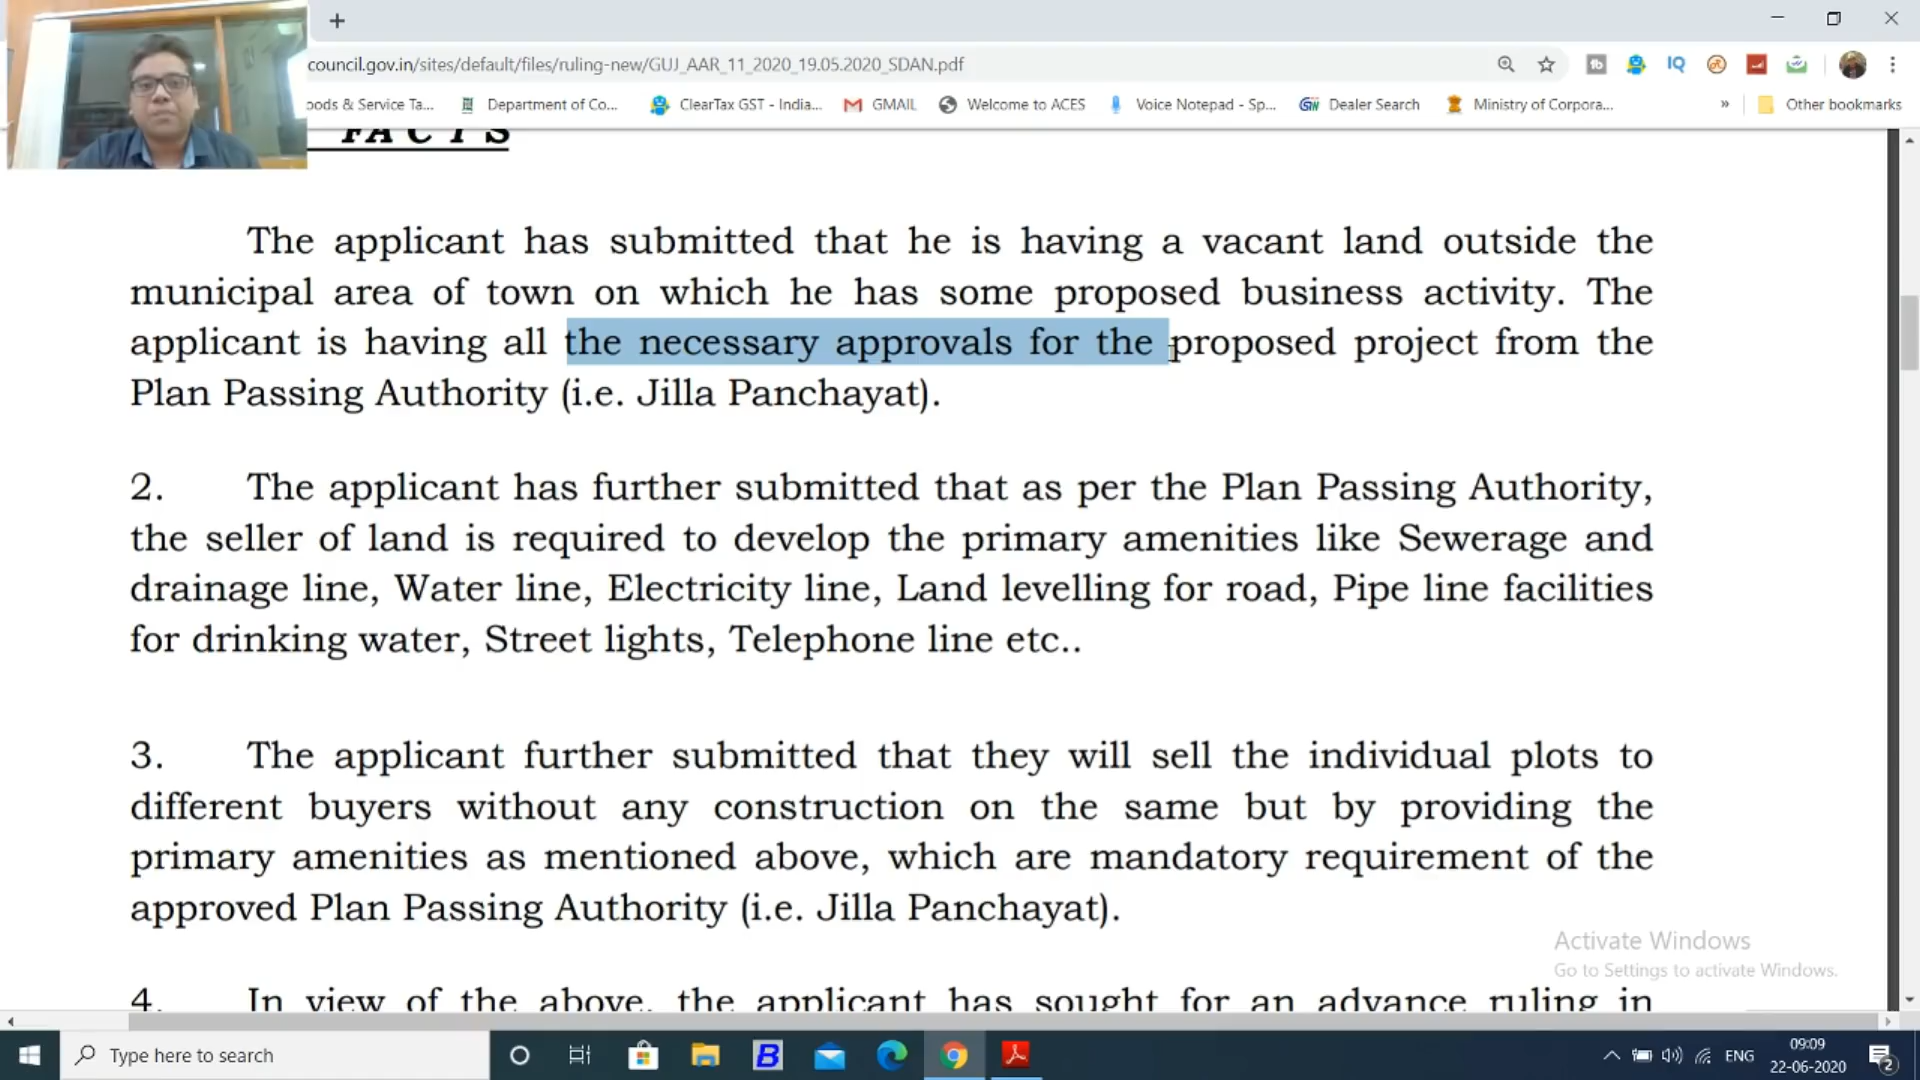 council.gov.in/sites/default/files/ruling-new/GUJ_AAR_11_2020_19.05.2020_SDAN.pdf
IQ
oods & Service Ta...
Department of Co...
ClearTax GST - India...
GMAIL
Welcome to ACES
Voice Notepad - Sp...
Dealer Search
Ministry of Corpora...
»
Other bookmarks
F A C T S
The applicant has submitted that he is having a vacant land outside the
municipal area of town on which he has some proposed business activity. The
applicant is having all the necessary approvals for the proposed project from the
Plan Passing Authority (i.e. Jilla Panchayat).
2. The applicant has further submitted that as per the Plan Passing Authority,
the seller of land is required to develop the primary amenities like Sewerage and
drainage line, Water line, Electricity line, Land levelling for road, Pipe line facilities
for drinking water, Street lights, Telephone line etc..
3. The applicant further submitted that they will sell the individual plots to
different buyers without any construction on the same but by providing the
primary amenities as mentioned above, which are mandatory requirement of the
approved Plan Passing Authority (i.e. Jilla Panchayat).
4. In view of the above, the applicant has sought for an advance ruling in
Activate Windows
Go to Settings to activate Windows.
Type here to search
B
ENG
09:09
22-06-2020
2